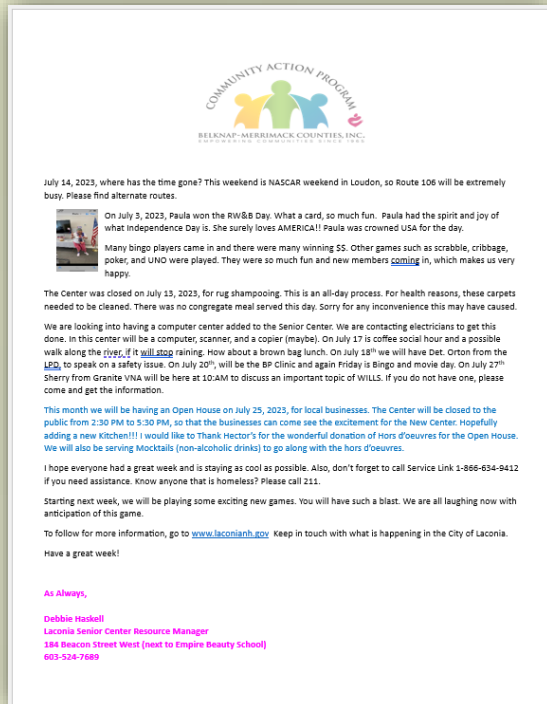 COMMUNITY ACTION PROGRAM
BELKNAP-MERRIMACK COUNTIES, INC.
EMPOWERING COMMUNITIES SINCE 1965
July 14, 2023, where has the time gone? This weekend is NASCAR weekend in Loudon, so Route 106 will be extremely
busy. Please find alternate routes.
On July 3, 2023, Paula won the RW&B Day. What a card, so much fun. Paula had the spirit and joy of
what Independence Day is. She surely loves AMERICA!! Paula was crowned USA for the day.
Many bingo players came in and there were many winning $$. Other games such as scrabble, cribbage,
poker, and UNO were played. They were so much fun and new members coming in, which makes us very
happy.
The Center was closed on July 13, 2023, for rug shampooing. This is an all-day process. For health reasons, these carpets
needed to be cleaned. There was no congregate meal served this day. Sorry for any inconvenience this may have caused.
We are looking into having a computer center added to the Senior Center. We are contacting electricians to get this
done. In this center will be a computer, scanner, and a copier (maybe). On July 17 is coffee social hour and a possible
walk along the river, if it will stop raining. How about a brown bag lunch. On July 18th we will have Det. Orton from the
LPD, to speak on a safety issue. On July 20th, will be the BP Clinic and again Friday is Bingo and movie day. On July 27th
Sherry from Granite VNA will be here at 10:AM to discuss an important topic of WILLS. If you do not have one, please
come and get the information.
This month we will be having an Open House on July 25, 2023, for local businesses. The Center will be closed to the
public from 2:30 PM to 5:30 PM, so that the businesses can come see the excitement for the New Center. Hopefully
adding a new Kitchen!!! I would like to Thank Hector's for the wonderful donation of Hors d'oeuvres for the Open House.
We will also be serving Mocktails (non-alcoholic drinks) to go along with the hors d'oeuvres.
I hope everyone had a great week and is staying as cool as possible. Also, don't forget to call Service Link 1-866-634-9412
if you need assistance. Know anyone that is homeless? Please call 211.
Starting next week, we will be playing some exciting new games. You will have such a blast. We are all laughing now with
anticipation of this game.
To follow for more information, go to www.laconianh.gov Keep in touch with what is happening in the City of Laconia.
Have a great week!
As Always,
Debbie Haskell
Laconia Senior Center Resource Manager
184 Beacon Street West (next to Empire Beauty School)
603-524-7689